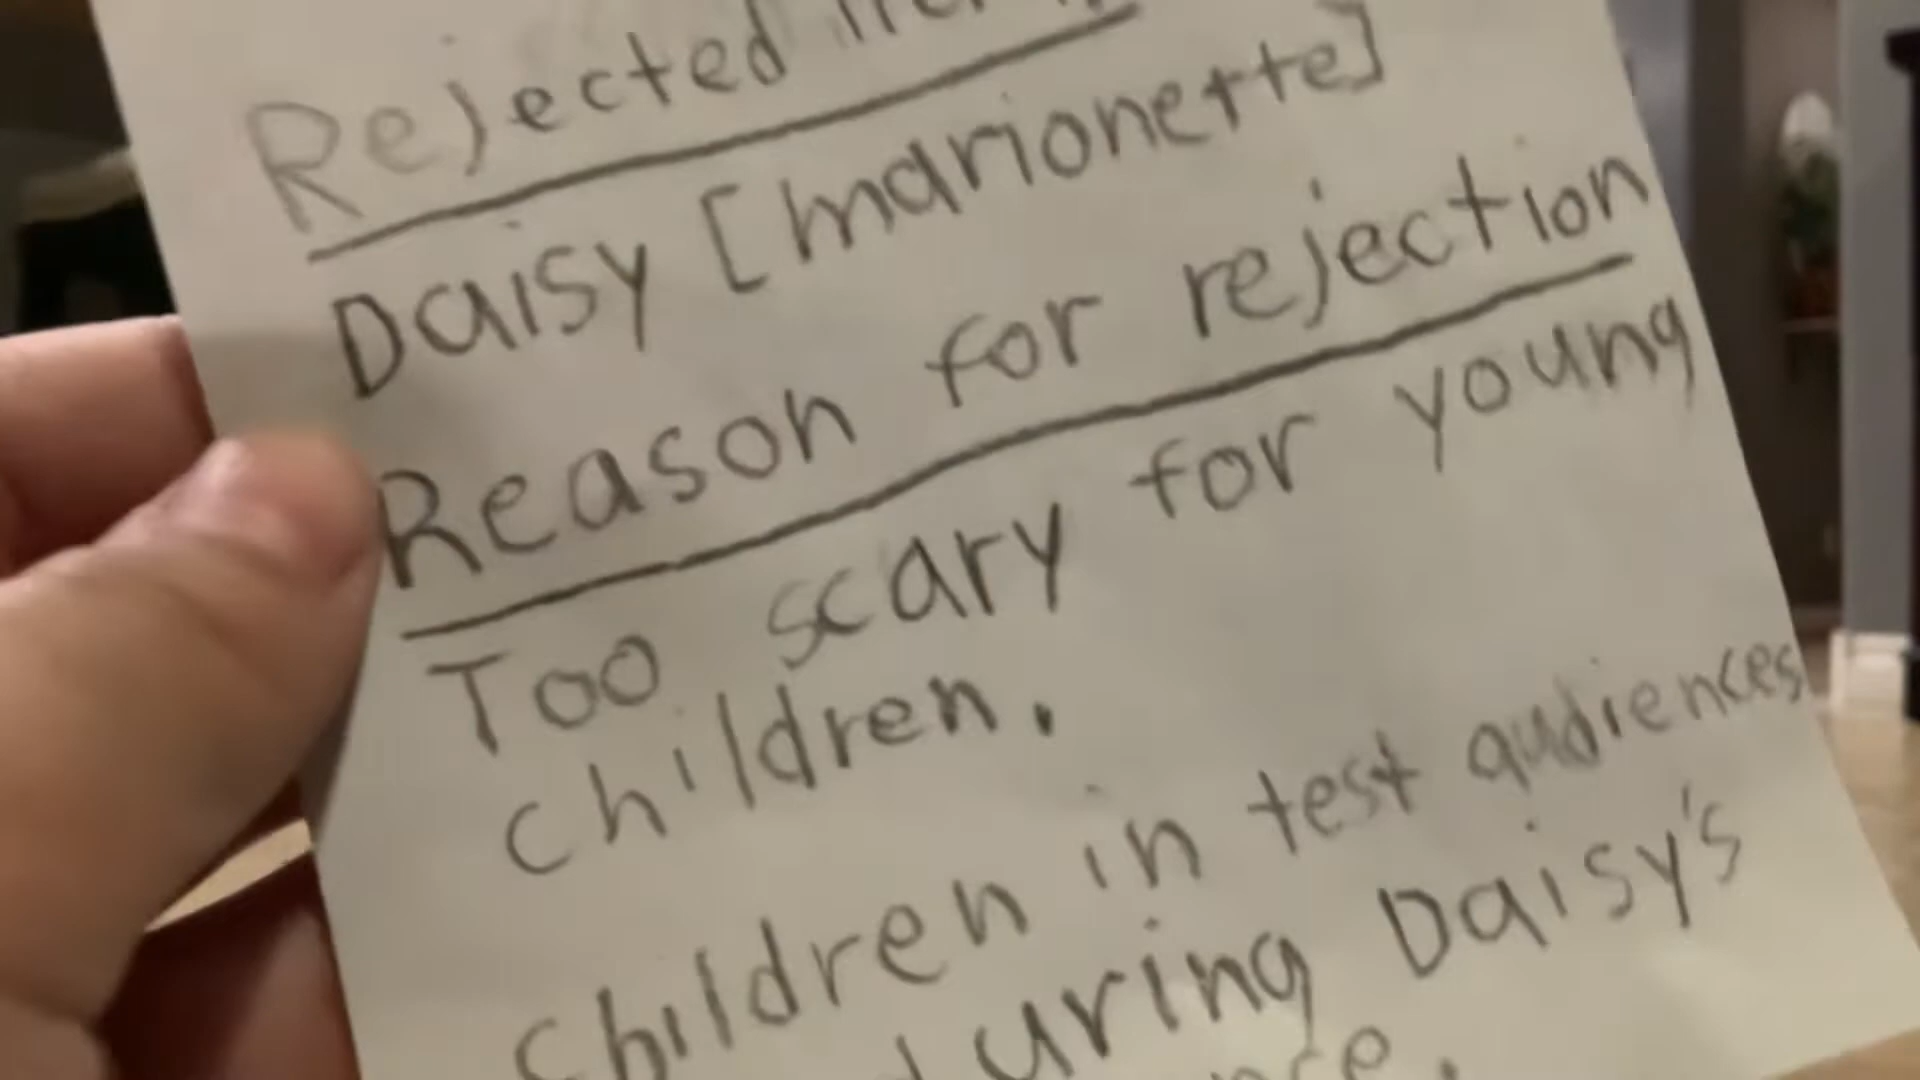 Rejected
Daisy [marionette]
Reason for rejection
Too scary for young
children.
children in test audiences
during Daisy's